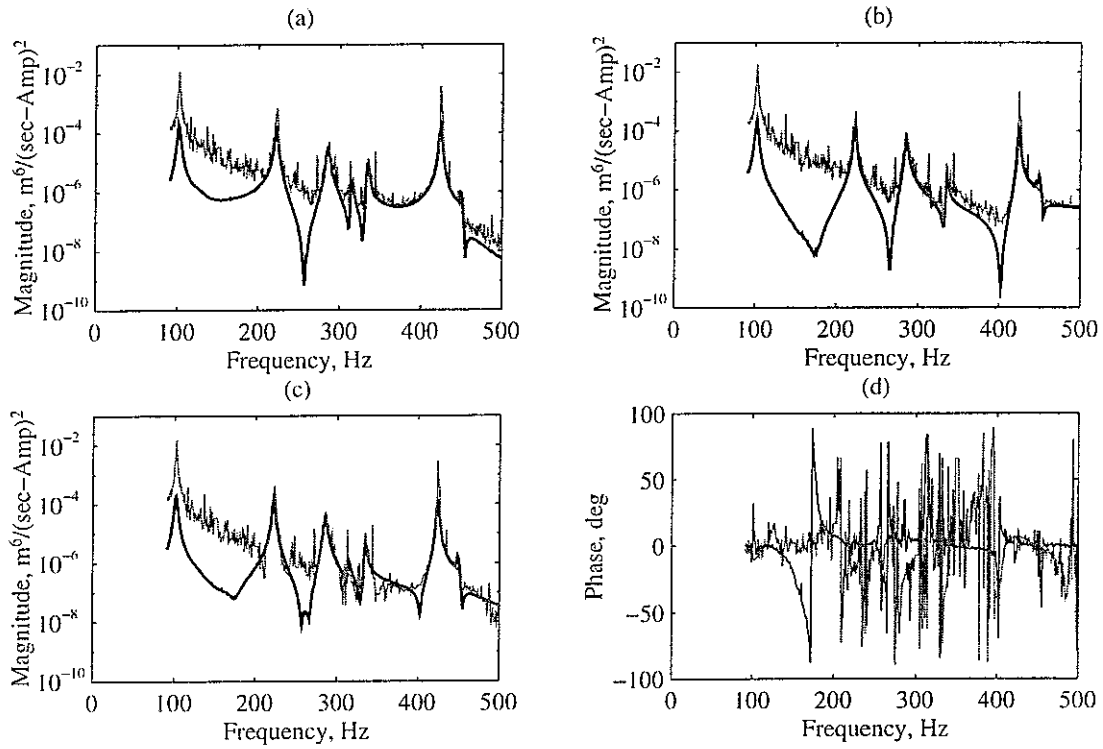 (a)
Magnitude, m⁶/(sec−Amp)²
10⁻²
10⁻⁴
10⁻⁶
10⁻⁸
10⁻¹⁰
0 100 200 300 400 500
Frequency, Hz
(b)
Magnitude, m⁶/(sec−Amp)²
10⁻²
10⁻⁴
10⁻⁶
10⁻⁸
10⁻¹⁰
0 100 200 300 400 500
Frequency, Hz
(c)
Magnitude, m⁶/(sec−Amp)²
10⁻²
10⁻⁴
10⁻⁶
10⁻⁸
10⁻¹⁰
0 100 200 300 400 500
Frequency, Hz
(d)
Phase, deg
100
50
0
−50
−100
0 100 200 300 400 500
Frequency, Hz